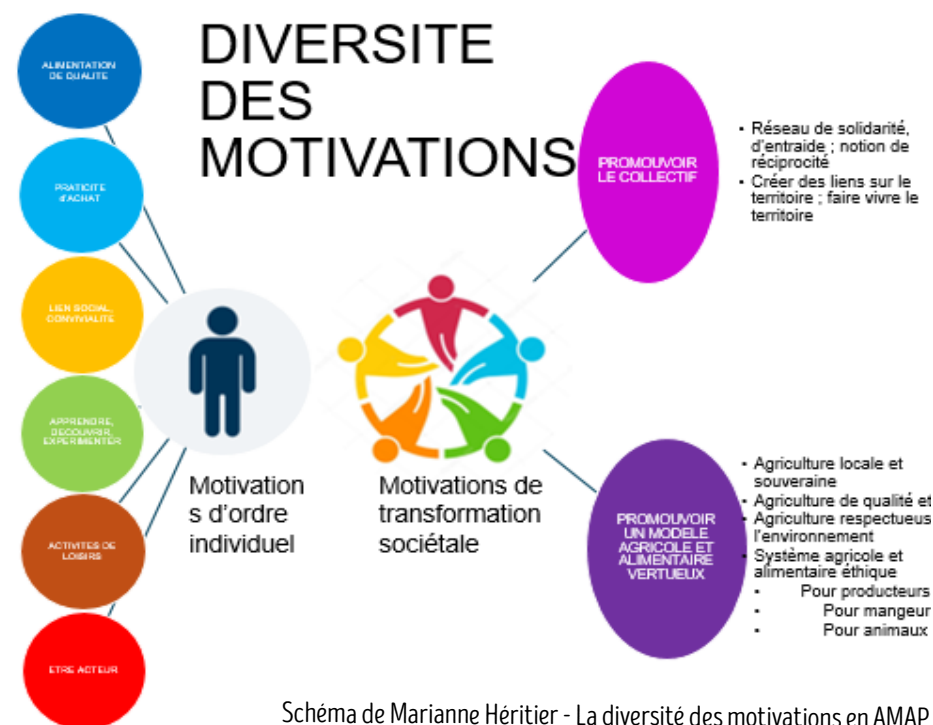 DIVERSITE
DES
MOTIVATIONS
ALIMENTATION
DE QUALITE
PRATICITE
d'ACHAT
LIEN SOCIAL,
CONVIVIALITE
APPRENDRE,
DECOUVRIR,
EXPERIMENTER
ACTIVITES DE
LOISIRS
ETRE ACTEUR
Motivation
s d'ordre
individuel
Motivations de
transformation
sociétale
PROMOUVOIR
LE COLLECTIF
▪ Réseau de solidarité,
d'entraide ; notion de
réciprocité
▪ Créer des liens sur le
territoire ; faire vivre le
territoire
PROMOUVOIR
UN MODELE
AGRICOLE ET
ALIMENTAIRE
VERTUEUX
▪ Agriculture locale et
souveraine
▪ Agriculture de qualité et
▪ Agriculture respectueus
l'environnement
Système agricole et
alimentaire éthique
▪ Pour producteurs
▪ Pour mangeur
▪ Pour animaux
Schéma de Marianne Héritier - La diversité des motivations en AMAP